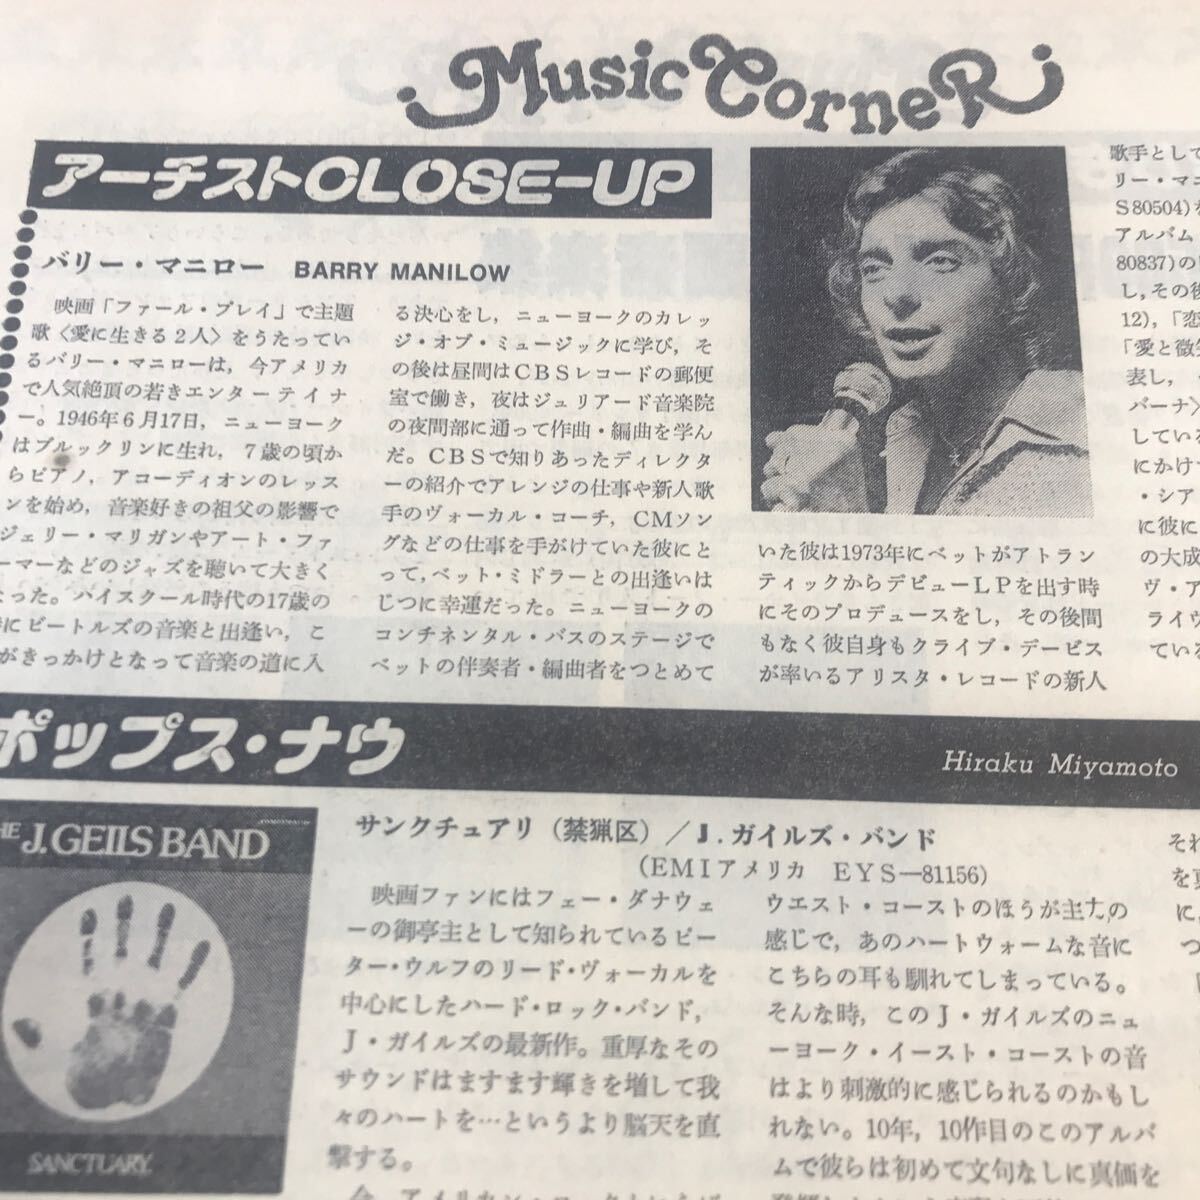 Music Corner
アーチストCLOSE-UP
バリー・マニロー BARRY MANILOW
映画「ファール・プレイ」で主題
歌〈愛に生きる2人〉をうたってい
るバリー・マニローは，今アメリカ
で人気絶頂の若きエンターテイナ
ー。1946年6月17日，ニューヨーク
はブルックリンに生れ，7歳の頃か
らピアノ，アコーディオンのレッス
ンを始め，音楽好きの祖父の影響で
ジェリー・マリガンやアート・ファ
ーマーなどのジャズを聴いて大きく
なった。ハイスクール時代の17歳の
時にビートルズの音楽と出逢い，こ
がきっかけとなって音楽の道に入
る決心をし，ニューヨークのカレッ
ジ・オブ・ミュージックに学び，そ
の後は昼間はCBSレコードの郵便
室で働き，夜はジュリアード音楽院
の夜間部に通って作曲・編曲を学ん
だ。CBSで知りあったディレクタ
ーの紹介でアレンジの仕事や新人歌
手のヴォーカル・コーチ，CMソン
グなどの仕事を手がけていた彼にと
って，ベット・ミドラーとの出逢いは
じつに幸運だった。ニューヨークの
コンチネンタル・バスのステージで
ベットの伴奏者・編曲者をつとめて
いた彼は1973年にベットがアトラン
ティックからデビューLPを出す時
にそのプロデュースをし，その後間
もなく彼自身もクライブ・デービス
が率いるアリスタ・レコードの新人
歌手として
リー・マニ
S80504)を
アルバム
80837)の
し，その後
12)，「恋
「愛と微笑
表し，
バーナ〉
している
にかけ
・シア
に彼に
の大成
ヴ・ア
ライヴ
ている
ポップス・ナウ
Hiraku Miyamoto
THE J.GEILS BAND
SANCTUARY.
サンクチュアリ（禁猟区）／J.ガイルズ・バンド
(EMIアメリカ EYS—81156)
映画ファンにはフェー・ダナウェ
ーの御亭主として知られているピー
ター・ウルフのリード・ヴォーカルを
中心にしたハード・ロック・バンド，
J・ガイルズの最新作。重厚なその
サウンドはますます輝きを増して我
々のハートを…というより脳天を直
撃する。
ウエスト・コーストのほうが主力の
感じで，あのハートウォームな音に
こちらの耳も馴れてしまっている。
そんな時，このJ・ガイルズのニュ
ーヨーク・イースト・コーストの音
はより刺激的に感じられるのかもし
れない。10年，10作目のこのアルバ
ムで彼らは初めて文句なしに真価を
それ
を真
に，
つ